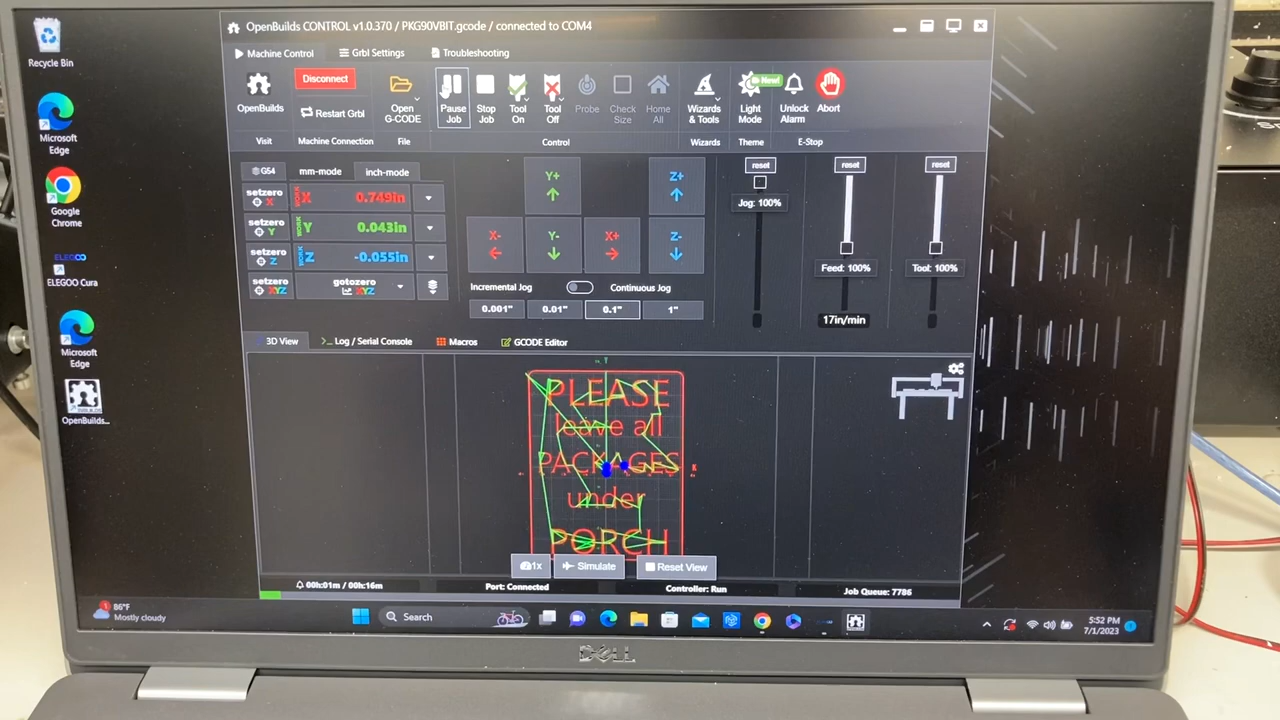 OpenBuilds CONTROL v1.0.370 / PKG90VBIT.gcode / connected to COM4
Recycle Bin
Microsoft
Edge
Google
Chrome
ELEGOO
ELEGOO Cura
Microsoft
Edge
OpenBuilds...
Machine Control
Grbl Settings
Troubleshooting
OpenBuilds
Disconnect
Restart Grbl
Open
G-CODE
Pause
Job
Stop
Job
Tool
On
Tool
Off
Probe
Check
Size
Home
All
Wizards
& Tools
New!
Light
Mode
Unlock
Alarm
Abort
Visit
Machine Connection
File
Control
Wizards
Theme
E-Stop
G54
mm-mode
inch-mode
setzero
X
WORK
X
0.749in
setzero
Y
WORK
Y
0.043in
setzero
Z
WORK
Z
-0.055in
setzero
XYZ
gotozero
XYZ
Y+
Z+
X-
Y-
X+
Z-
Incremental Jog
Continuous Jog
0.001"
0.01"
0.1"
1"
reset
reset
reset
Jog: 100%
Feed: 100%
Tool: 100%
17in/min
3D View
>_ Log / Serial Console
Macros
GCODE Editor
Y
X
PLEASE
leave all
PACKAGES
under
PORCH
1x
Simulate
Reset View
00h:01m / 00h:16m
Port: Connected
Controller: Run
Job Queue: 7786
1
86°F
Mostly cloudy
Search
5:52 PM
7/1/2023
DELL